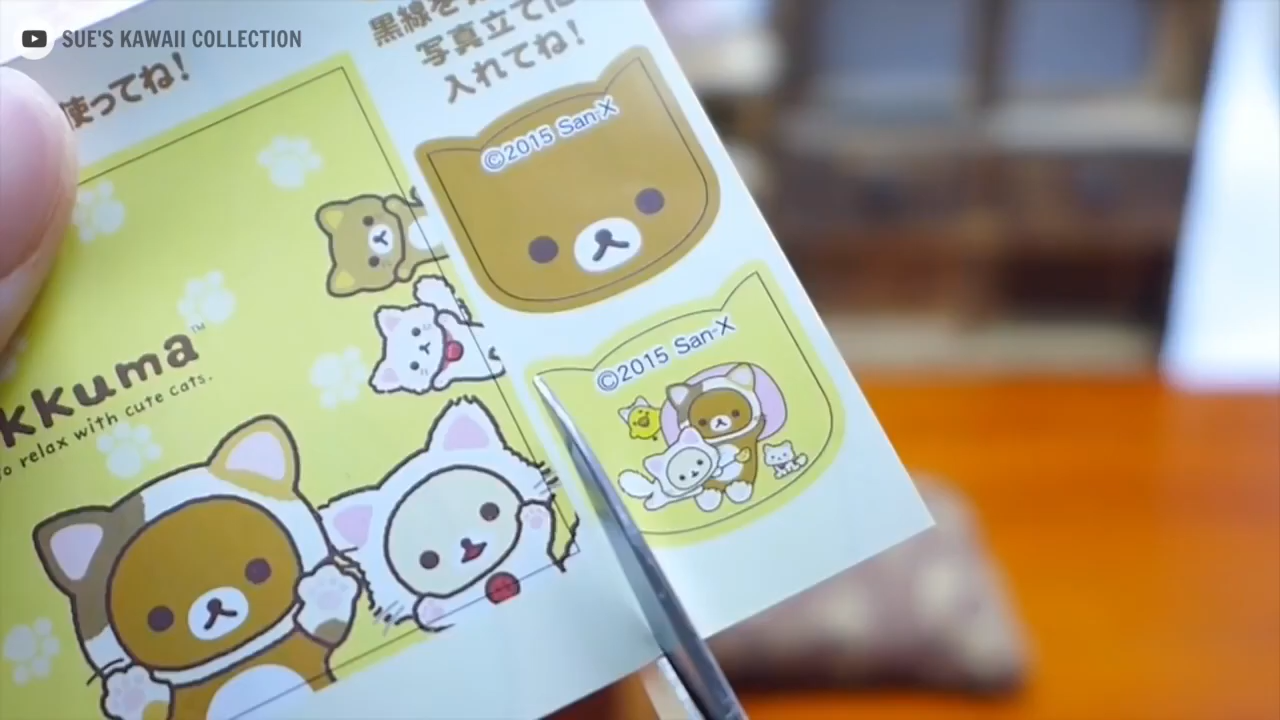 SUE'S KAWAII COLLECTION
使ってね!
黒線を
写真立てに
入れてね!
©2015 San-X
kkuma™
o relax with cute cats.
©2015 San-X